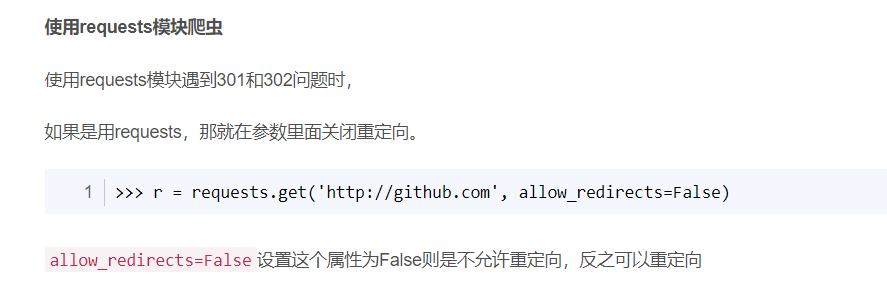 使用requests模块爬虫
使用requests模块遇到301和302问题时，
如果是用requests，那就在参数里面关闭重定向。
1 >>> r = requests.get('http://github.com', allow_redirects=False)
allow_redirects=False设置这个属性为False则是不允许重定向，反之可以重定向